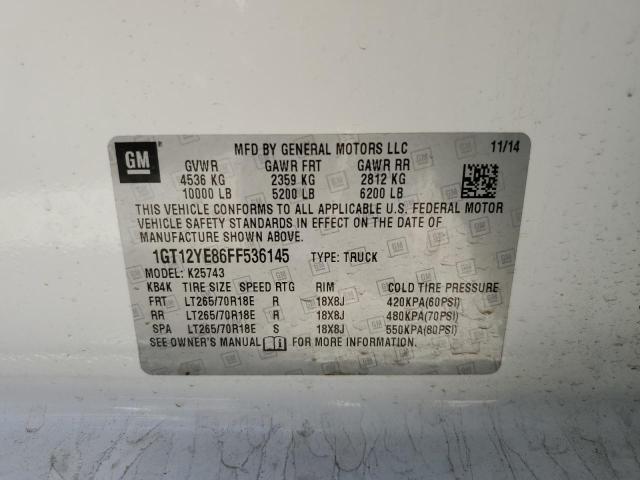 GM
MFD BY GENERAL MOTORS LLC 11/14
GVWR GAWR FRT GAWR RR
4536 KG 2359 KG 2812 KG
10000 LB 5200 LB 6200 LB
THIS VEHICLE CONFORMS TO ALL APPLICABLE U.S. FEDERAL MOTOR
VEHICLE SAFETY STANDARDS IN EFFECT ON THE DATE OF
MANUFACTURE SHOWN ABOVE.
1GT12YE86FF536145 TYPE: TRUCK
MODEL: K25743
KB4K TIRE SIZE SPEED RTG RIM COLD TIRE PRESSURE
FRT LT265/70R18E R 18X8J 420KPA(60PSI)
RR LT265/70R18E R 18X8J 480KPA(70PSI)
SPA LT265/70R18E S 18X8J 550KPA(80PSI)
SEE OWNER'S MANUAL FOR MORE INFORMATION.